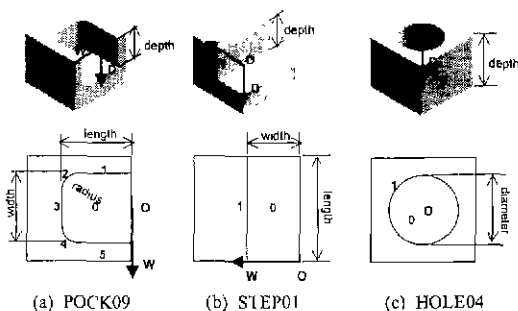 depth
D
depth
O
D
depth
length
width
radius
1
2
3
4
5
0
O
W
width
length
1
0
W
O
diameter
1
0
O
(a) POCK09
(b) STEP01
(c) HOLE04